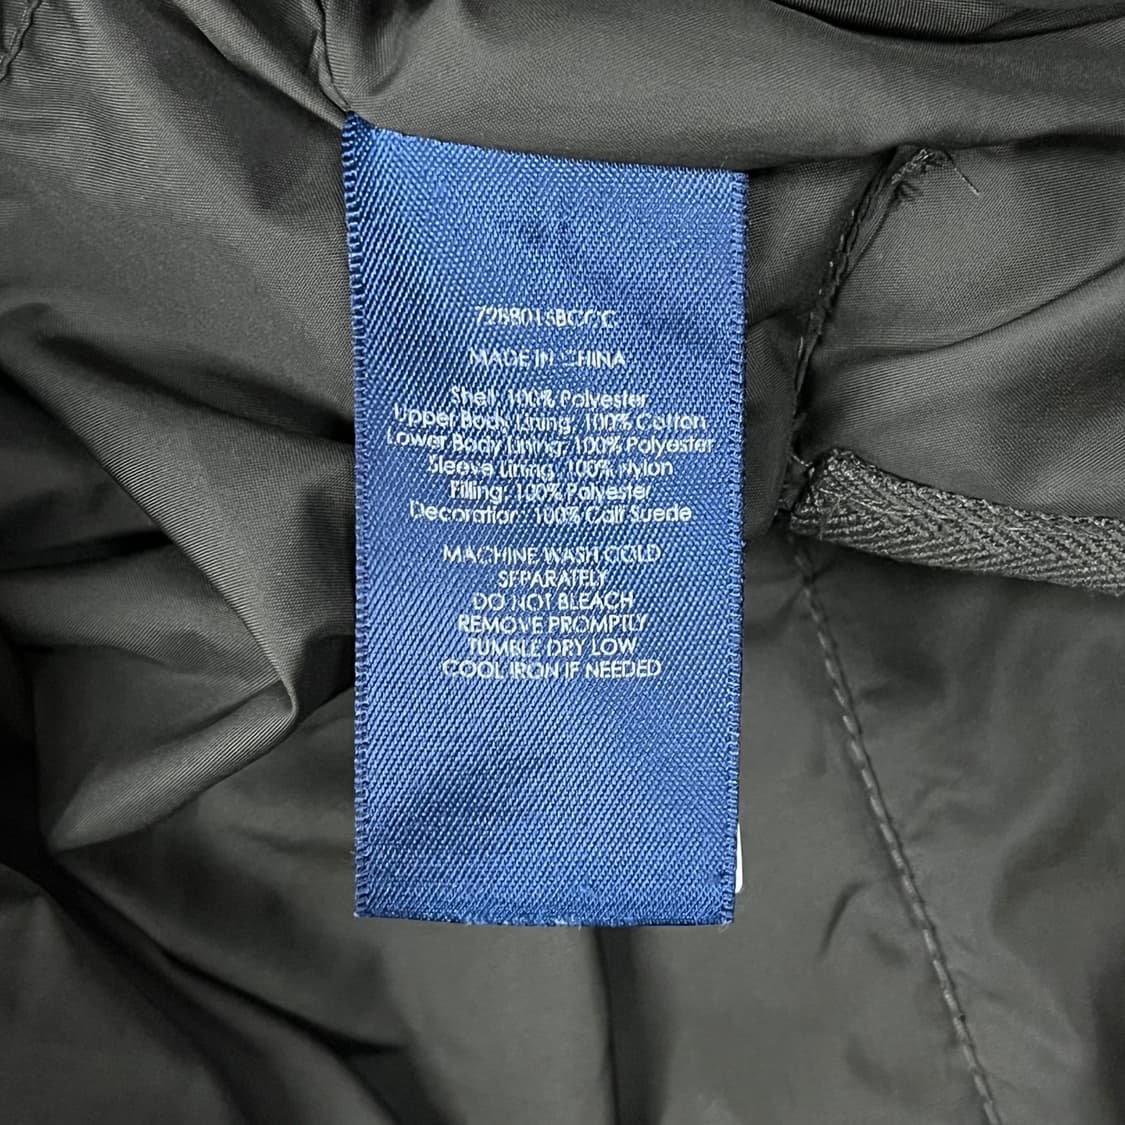 MADE IN CHINA
Shell: 100% Polyester
Upper Body Lining: 100% Cotton
Lower Body Lining: 100% Polyester
Sleeve Lining: 100% Nylon
Filling: 100% Polyester
Decoration: 100% Calf Suede
MACHINE WASH COLD
SEPARATELY
DO NOT BLEACH
REMOVE PROMPTLY
TUMBLE DRY LOW
COOL IRON IF NEEDED